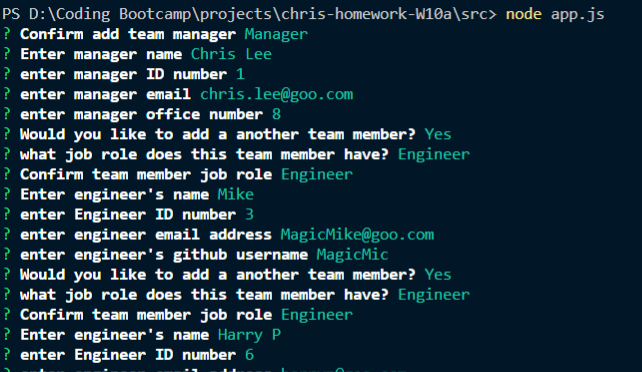 PS D:\Coding Bootcamp\projects\chris-homework-W10a\src> node app.js
? Confirm add team manager Manager
? Enter manager name Chris Lee
? enter manager ID number 1
? enter manager email chris.lee@goo.com
? enter manager office number 8
? Would you like to add a another team member? Yes
? what job role does this team member have? Engineer
? Confirm team member job role Engineer
? Enter engineer's name Mike
? enter Engineer ID number 3
? enter engineer email address MagicMike@goo.com
? enter engineer's github username MagicMic
? Would you like to add a another team member? Yes
? what job role does this team member have? Engineer
? Confirm team member job role Engineer
? Enter engineer's name Harry P
? enter Engineer ID number 6